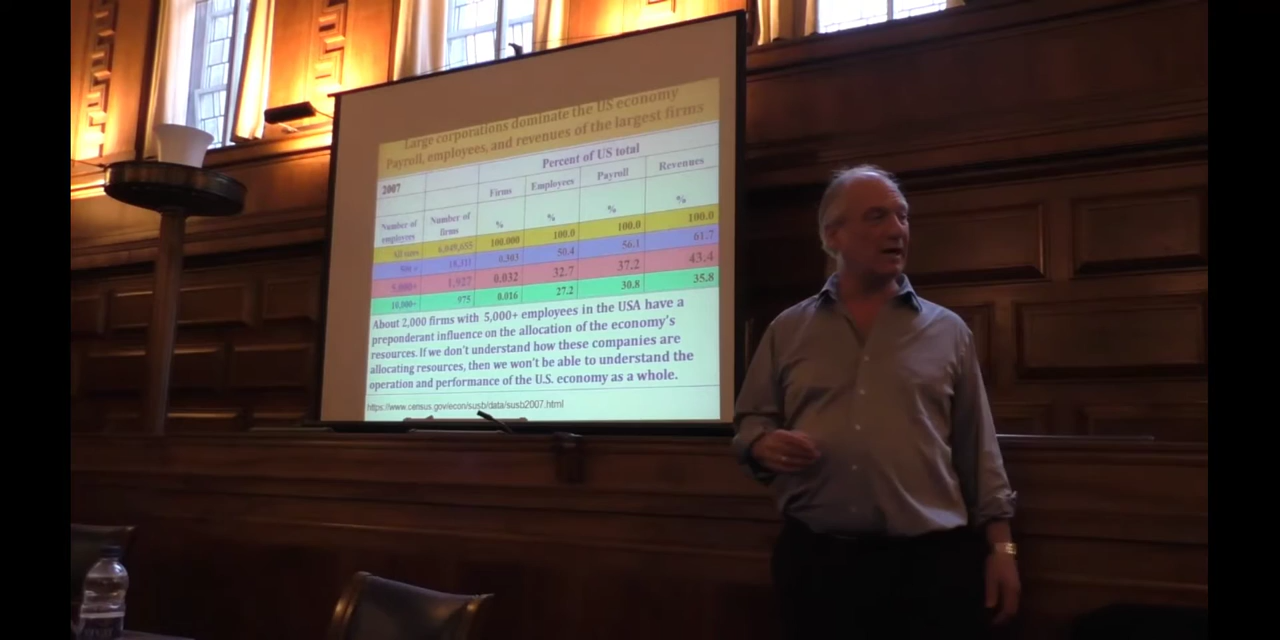 Large corporations dominate the US economy
Payroll, employees, and revenues of the largest firms
2007 Percent of US total
Firms Employees Payroll Revenues
Number of employees Number of firms % % % %
All sizes 6,049,655 100.000 100.0 100.0 100.0
500 + 18,311 0.303 50.4 56.1 61.7
5,000+ 1,927 0.032 32.7 37.2 43.4
10,000+ 975 0.016 27.2 30.8 35.8
About 2,000 firms with 5,000+ employees in the USA have a
preponderant influence on the allocation of the economy's
resources. If we don't understand how these companies are
allocating resources, then we won't be able to understand the
operation and performance of the U.S. economy as a whole.
https://www.census.gov/econ/susb/data/susb2007.html